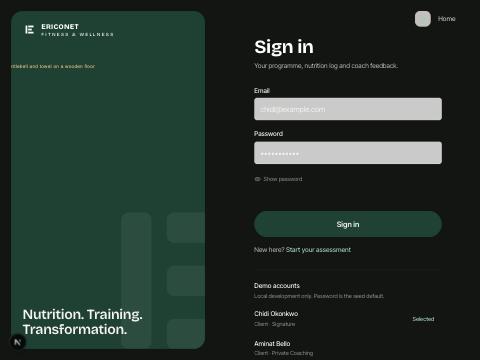 ERICONET
FITNESS & WELLNESS
ttlebell and towel on a wooden floor
Nutrition. Training.
Transformation.
N
Home
Sign in
Your programme, nutrition log and coach feedback.
Email
chidi@example.com
Password
•••••••••••
Show password
Sign in
New here? Start your assessment
Demo accounts
Local development only. Password is the seed default.
Chidi Okonkwo
Client · Signature
Selected
Aminat Bello
Client · Private Coaching